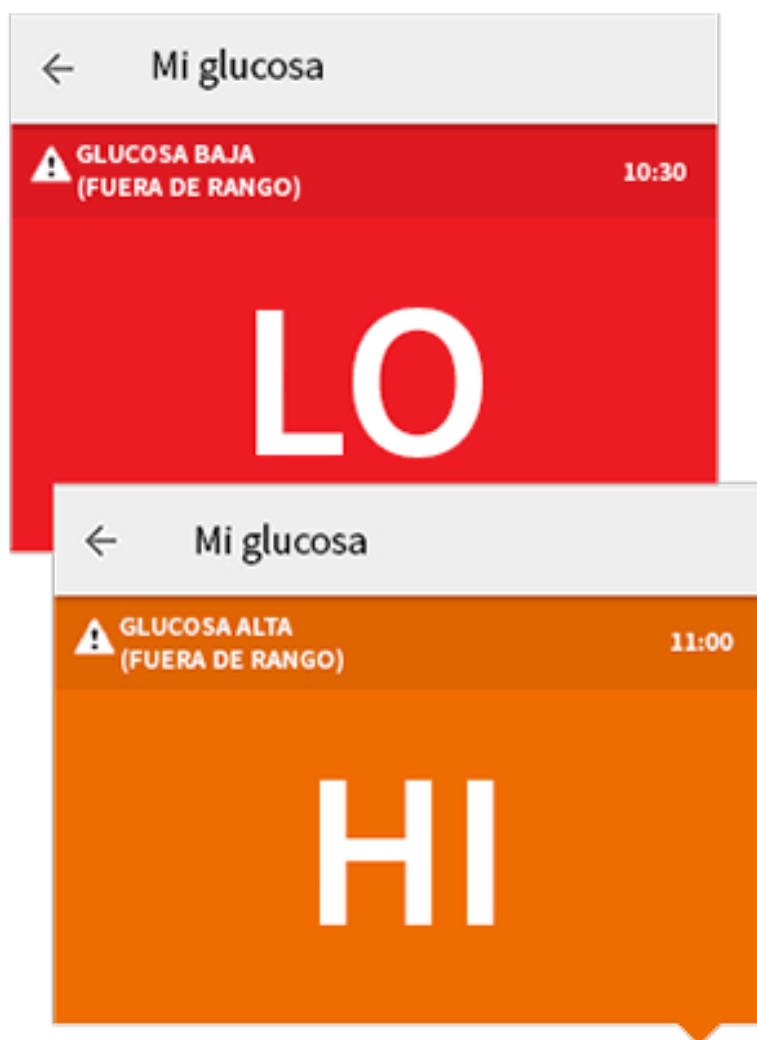 Mi glucosa
GLUCOSA BAJA
(FUERA DE RANGO)
10:30
LO
Mi glucosa
GLUCOSA ALTA
(FUERA DE RANGO)
11:00
HI